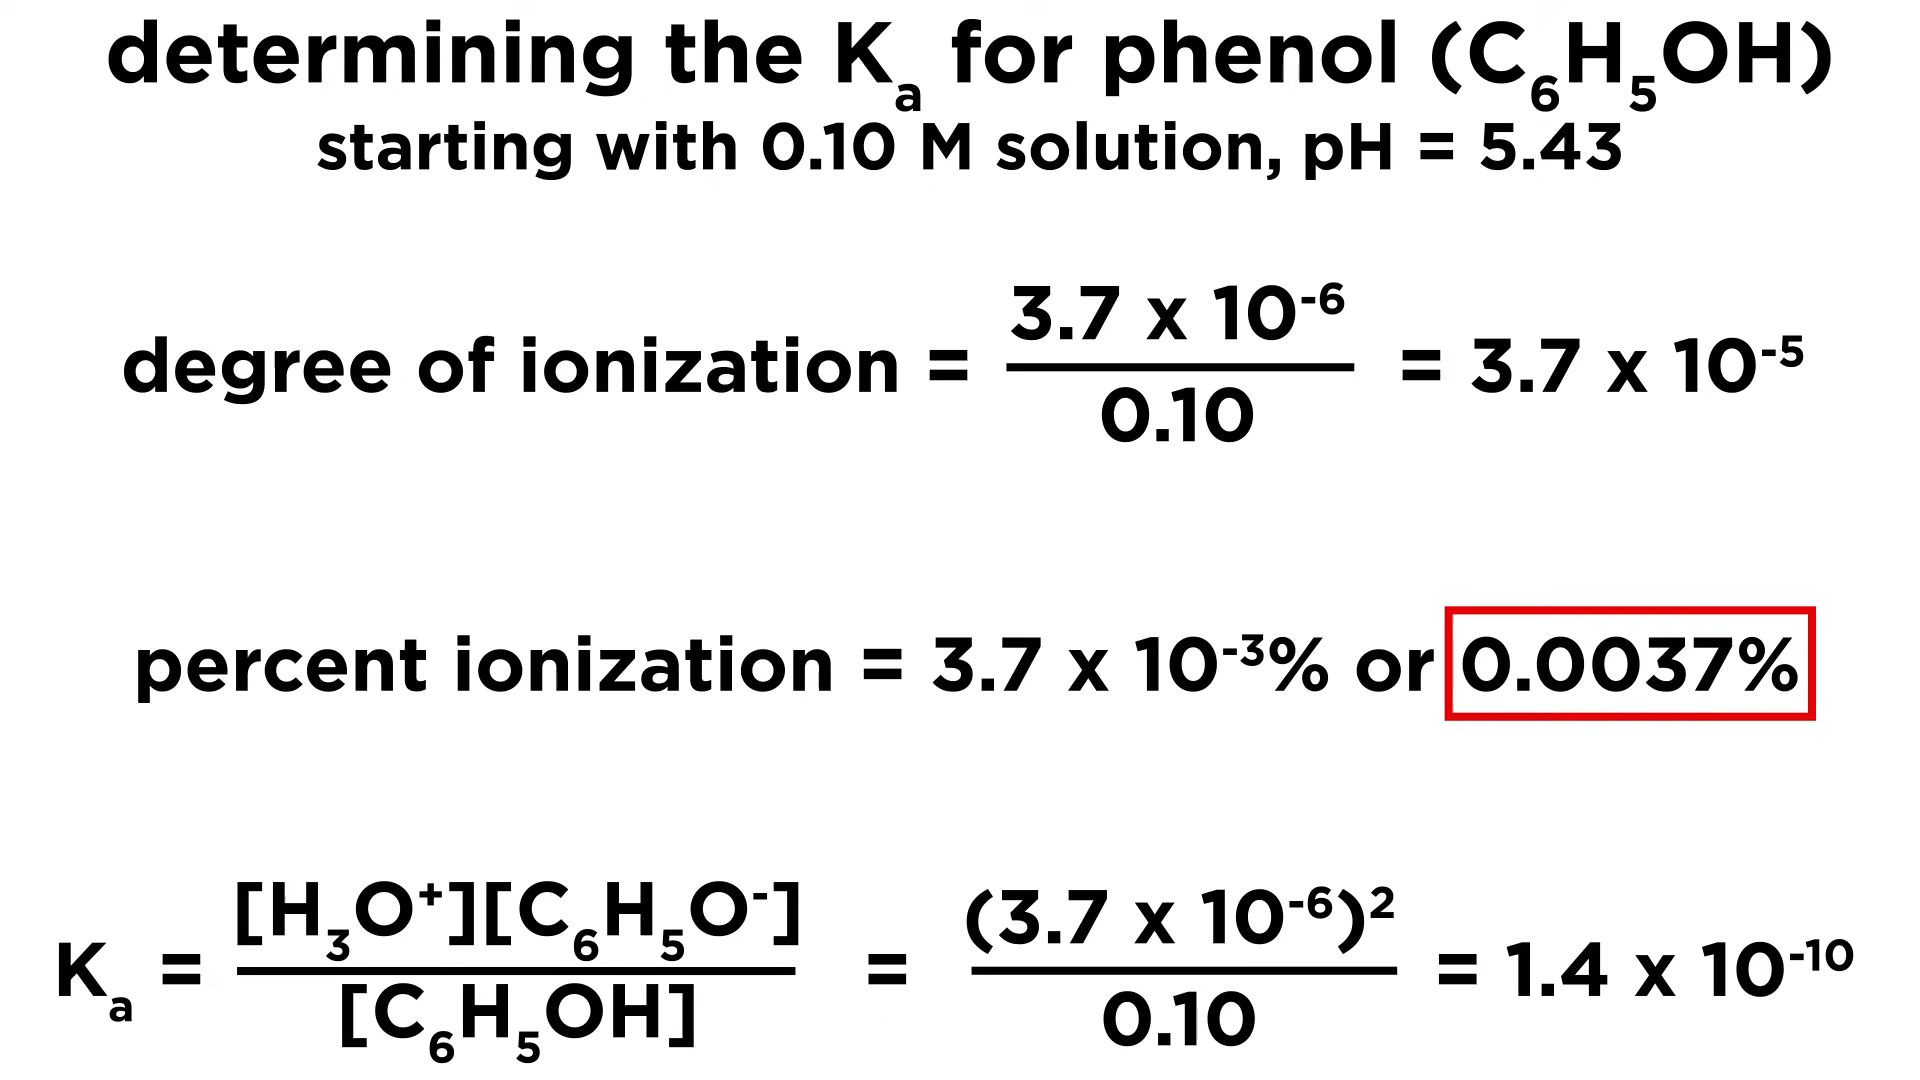 determining the Kₐ for phenol (C₆H₅OH)
starting with 0.10 M solution, pH = 5.43
degree of ionization = 3.7 x 10⁻⁶ / 0.10 = 3.7 x 10⁻⁵
percent ionization = 3.7 x 10⁻³% or 0.0037%
Kₐ = [H₃O⁺][C₆H₅O⁻] / [C₆H₅OH] = (3.7 x 10⁻⁶)² / 0.10 = 1.4 x 10⁻¹⁰